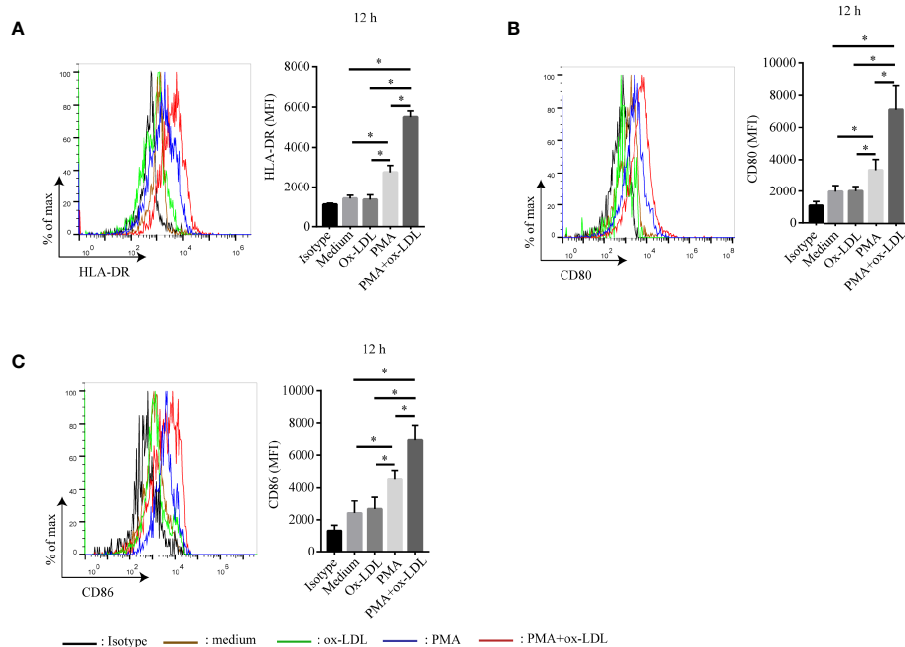 A
12 h
% of max
100
80
60
40
20
0
10^0
10^2
10^4
10^6
HLA-DR
HLA-DR (MFI)
8000
6000
4000
2000
0
*
*
*
*
*
Isotype
Medium
Ox-LDL
PMA
PMA+ox-LDL
B
12 h
% of max
100
80
60
40
20
0
10^0
10^2
10^4
10^6
CD80
CD80 (MFI)
10000
8000
6000
4000
2000
0
*
*
*
*
*
Isotype
Medium
Ox-LDL
PMA
PMA+ox-LDL
C
12 h
% of max
100
80
60
40
20
0
10^0
10^2
10^4
10^6
CD86
CD86 (MFI)
10000
8000
6000
4000
2000
0
*
*
*
*
*
Isotype
Medium
Ox-LDL
PMA
PMA+ox-LDL
: Isotype : medium : ox-LDL : PMA : PMA+ox-LDL